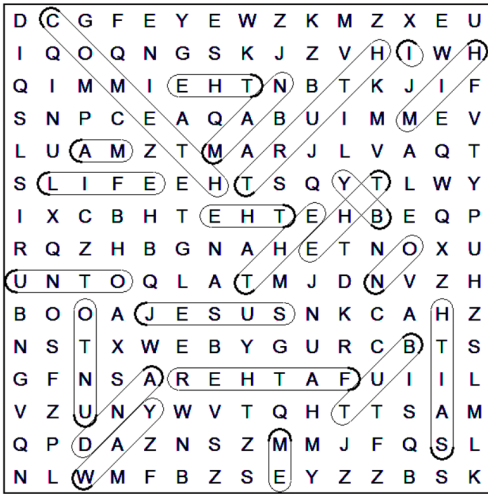 D C G F E Y E W Z K M Z X E U
I Q O Q N G S K J Z V H I W H
Q I M M I E H T N B T K J I F
S N P C E A Q A B U I M M E V
L U A M Z T M A R J L V A Q T
S L I F E E H T S Q Y T L W Y
I X C B H T E H T E H B E Q P
R Q Z H B G N A H E T N O X U
U N T O Q L A T M J D N V Z H
B O O A J E S U S N K C A H Z
N S T X W E B Y G U R C B T S
G F N S A R E H T A F U I I L
V Z U N Y W V T Q H T T S A M
Q P D A Z N S Z M M J F Q S L
N L W M F B Z S E Y Z Z B S K